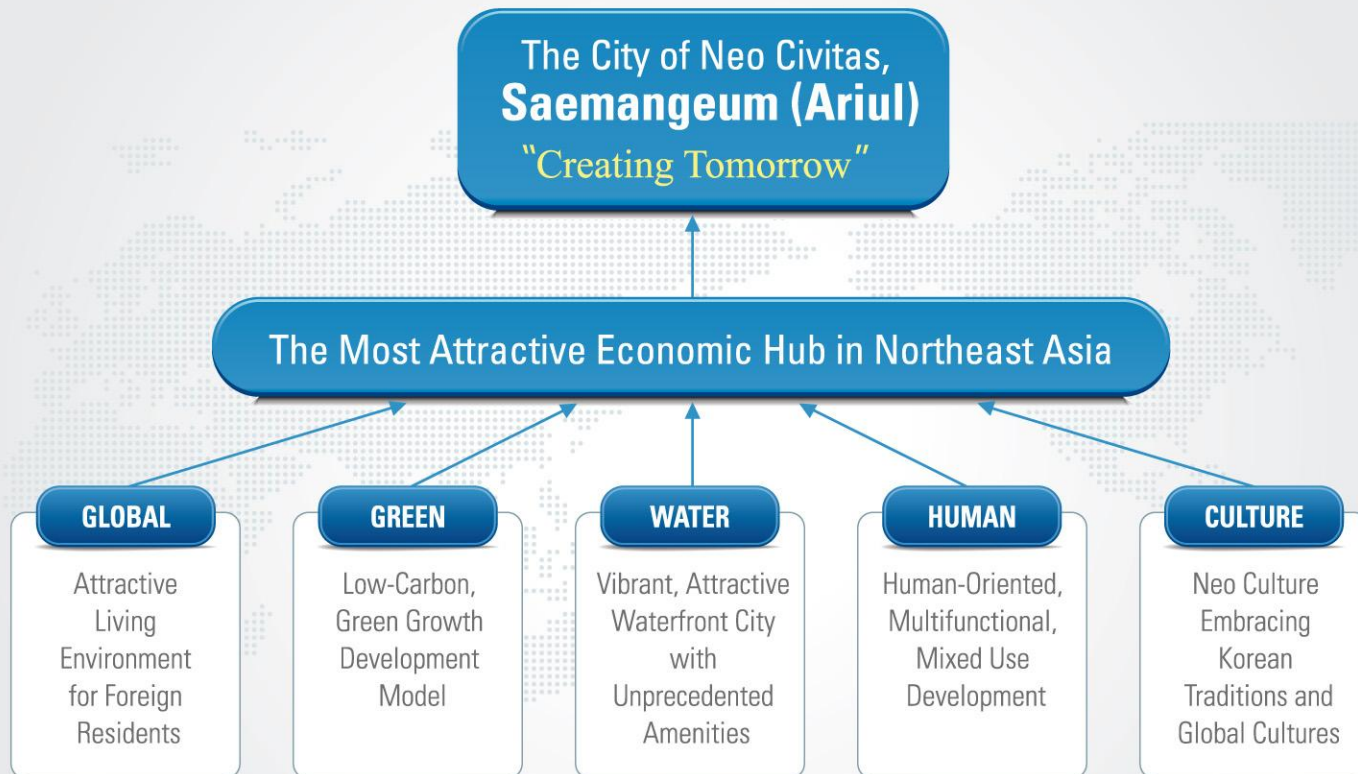 The City of Neo Civitas,
Saemangeum (Ariul)
"Creating Tomorrow"
The Most Attractive Economic Hub in Northeast Asia
GLOBAL
Attractive
Living
Environment
for Foreign
Residents
GREEN
Low-Carbon,
Green Growth
Development
Model
WATER
Vibrant, Attractive
Waterfront City
with
Unprecedented
Amenities
HUMAN
Human-Oriented,
Multifunctional,
Mixed Use
Development
CULTURE
Neo Culture
Embracing
Korean
Traditions and
Global Cultures